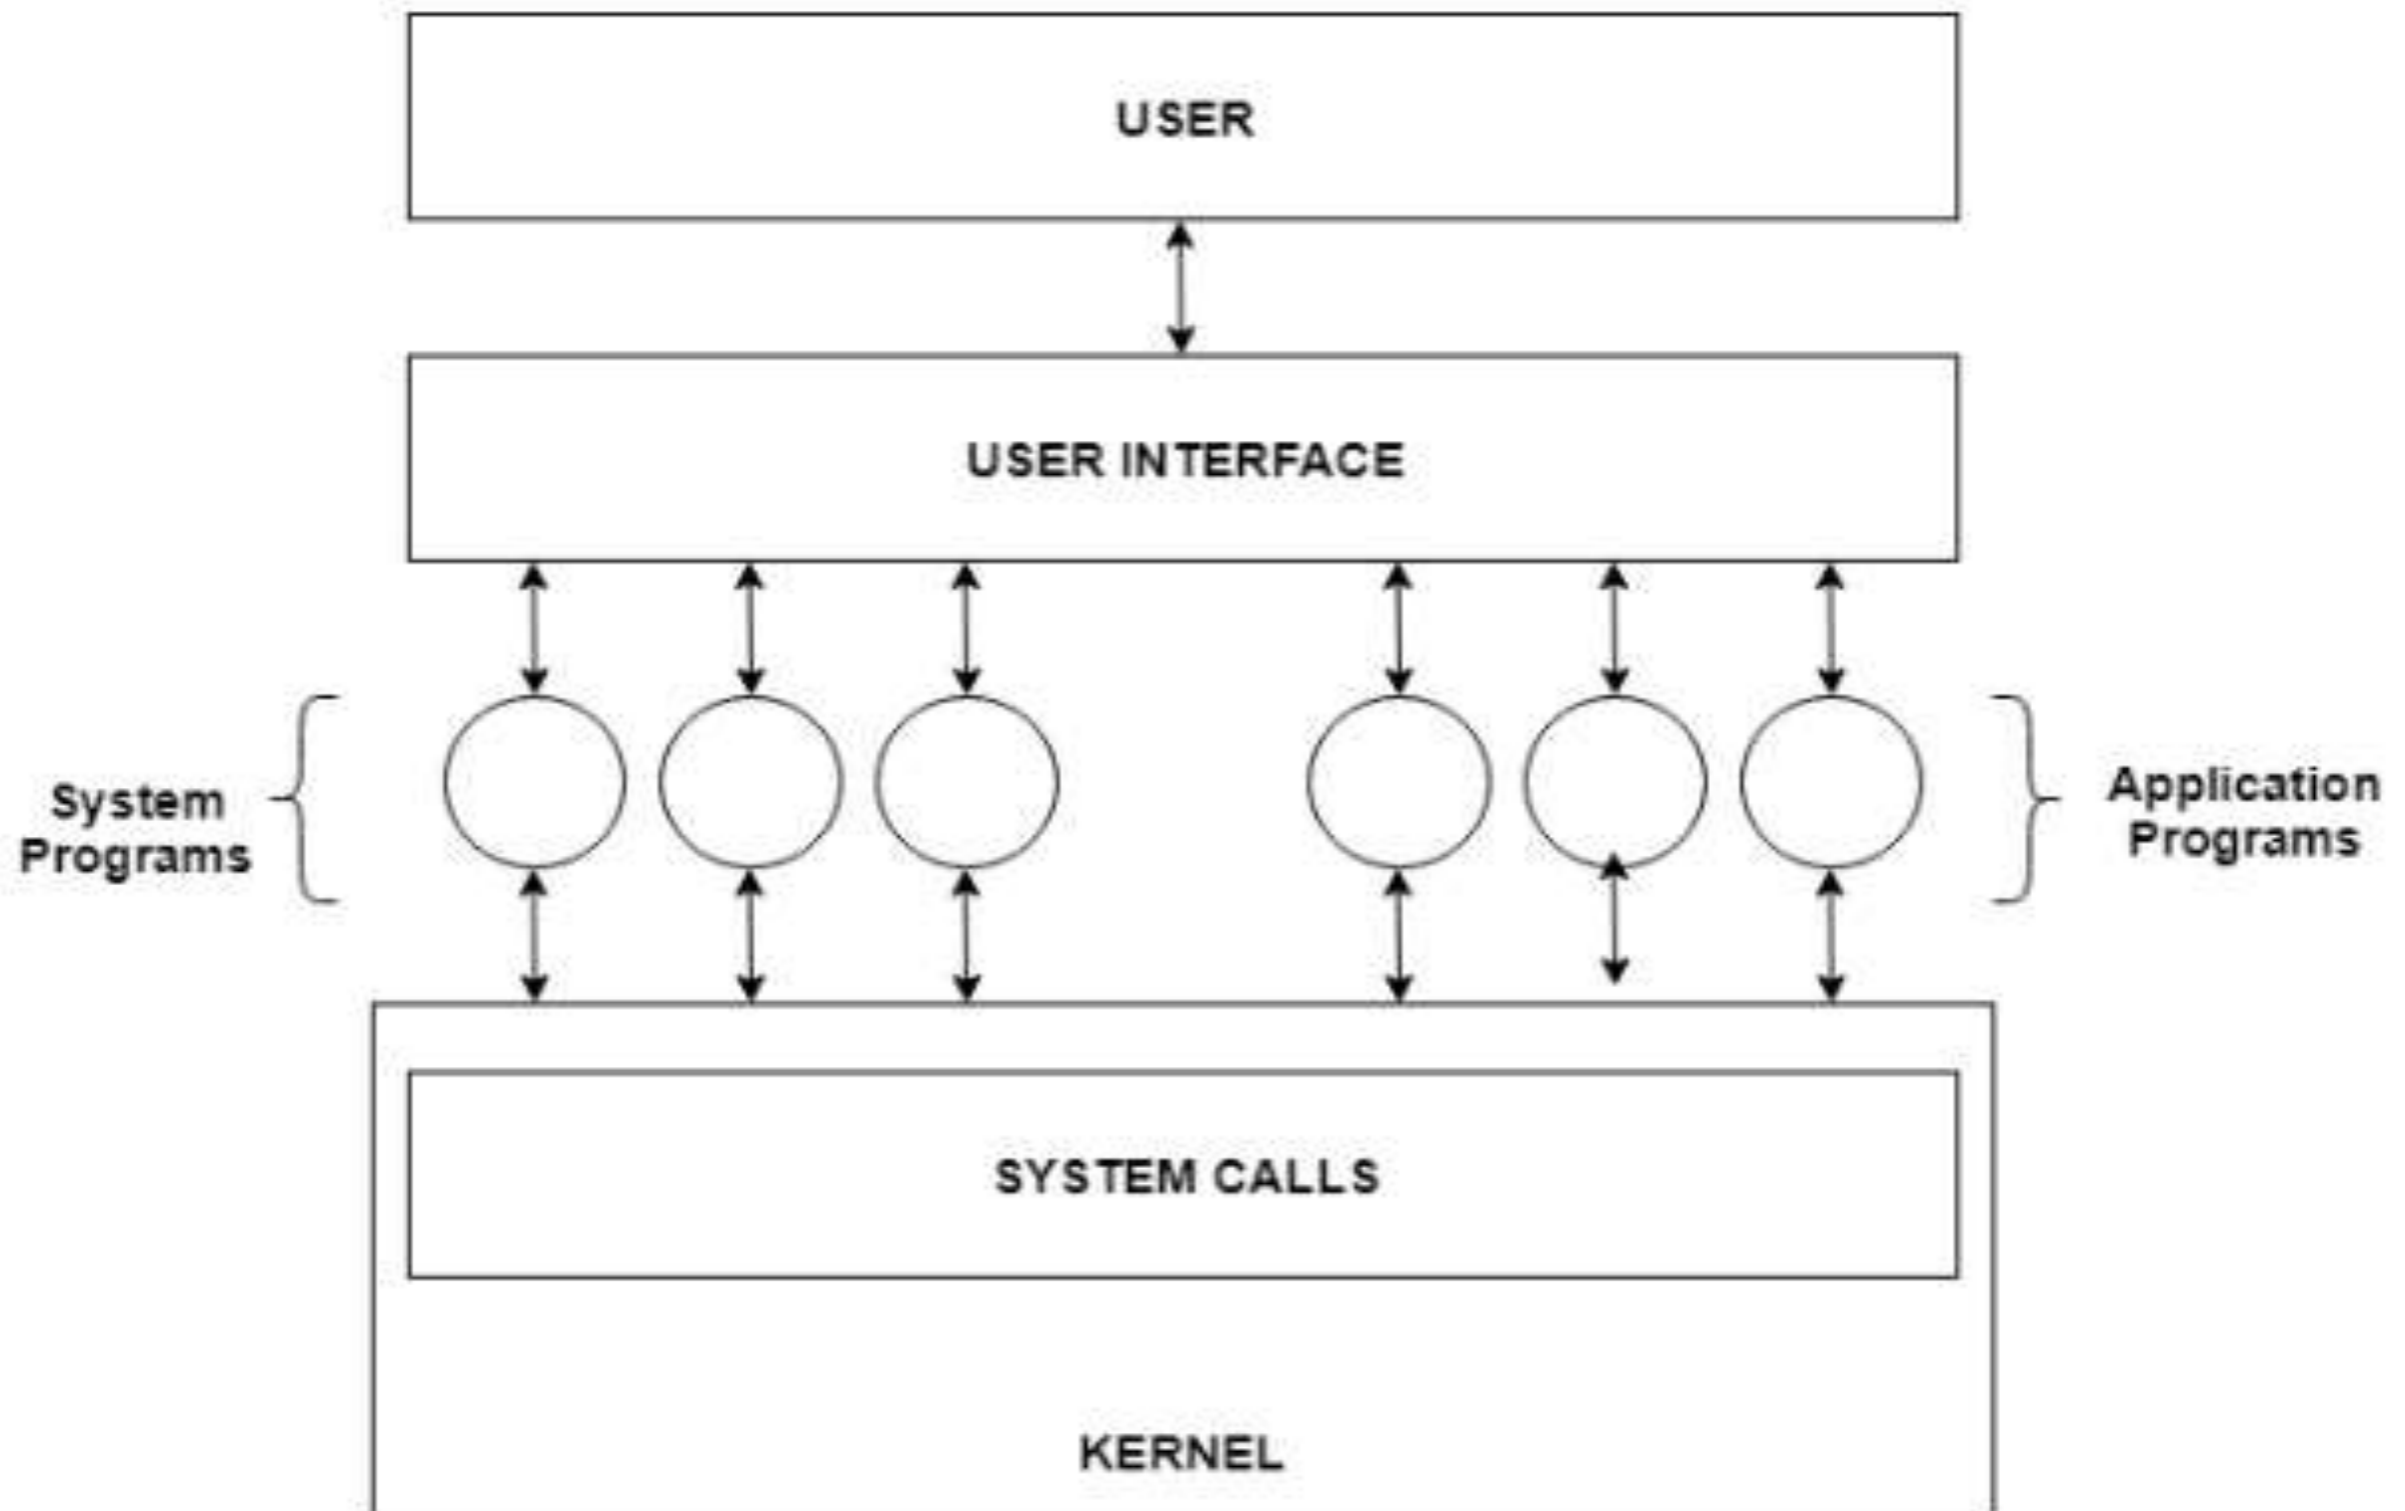 USER
USER INTERFACE
System
Programs
Application
Programs
SYSTEM CALLS
KERNEL